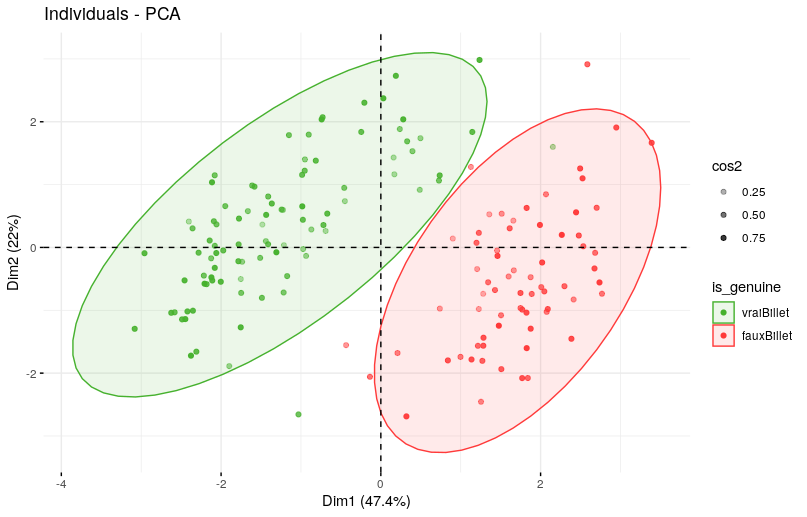 Individuals - PCA
2
0
-2
-4
-2
0
2
Dim2 (22%)
Dim1 (47.4%)
cos2
0.25
0.50
0.75
is_genuine
vraiBillet
fauxBillet